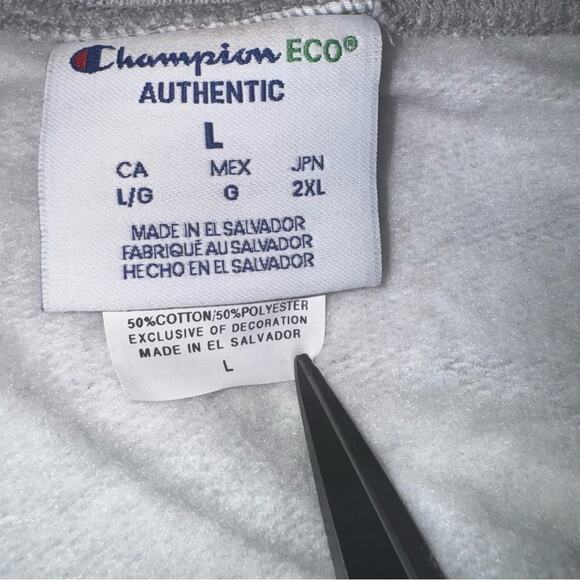 Champion ECO®
AUTHENTIC
L
CA MEX JPN
L/G G 2XL
MADE IN EL SALVADOR
FABRIQUÉ AU SALVADOR
HECHO EN EL SALVADOR
50%COTTON/50%POLYESTER
EXCLUSIVE OF DECORATION
MADE IN EL SALVADOR
L